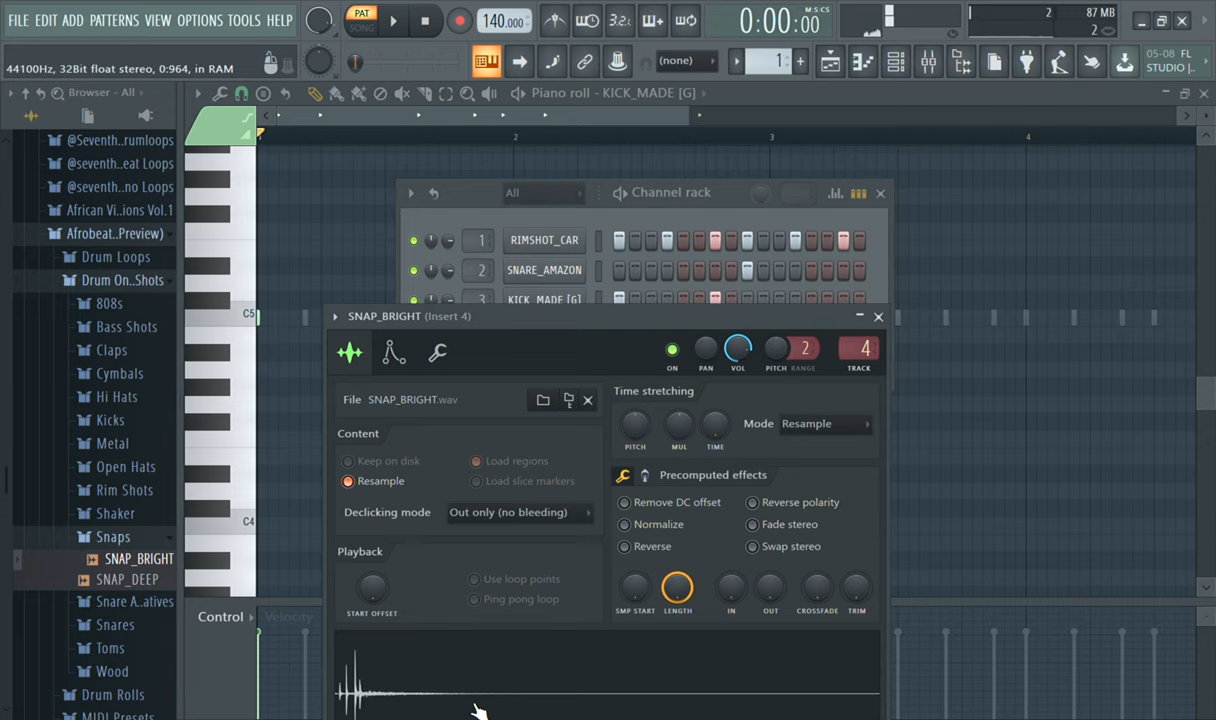 FILE EDIT ADD PATTERNS VIEW OPTIONS TOOLS HELP
PAT
SONG
140.000
3.2..
0:00:00
M:S:CS
2
87 MB
2
44100Hz, 32Bit float stereo, 0:964, in RAM
(none)
1
05-08 FL
STUDIO |..
Browser - All
Piano roll - KICK_MADE [G]
2
3
4
@Seventh..rumloops
@seventh..eat Loops
@seventh..no Loops
African Vi..ions Vol.1
Afrobeat..Preview)
Drum Loops
Drum On..Shots
808s
Bass Shots
Claps
Cymbals
Hi Hats
Kicks
Metal
Open Hats
Rim Shots
Shaker
Snaps
SNAP_BRIGHT
SNAP_DEEP
Snare A..atives
Snares
Toms
Wood
Drum Rolls
MIDI Presets
C5
C4
Control
Velocity
All
Channel rack
1
RIMSHOT_CAR
2
SNARE_AMAZON
3
KICK_MADE [G]
SNAP_BRIGHT (Insert 4)
2
4
ON
PAN
VOL
PITCH
RANGE
TRACK
File
SNAP_BRIGHT.wav
Content
Keep on disk
Load regions
Resample
Load slice markers
Declicking mode
Out only (no bleeding)
Playback
START OFFSET
Use loop points
Ping pong loop
Time stretching
PITCH
MUL
TIME
Mode
Resample
Precomputed effects
Remove DC offset
Reverse polarity
Normalize
Fade stereo
Reverse
Swap stereo
SMP START
LENGTH
IN
OUT
CROSSFADE
TRIM